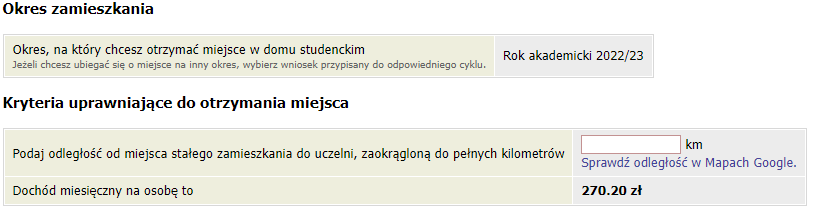 Okres zamieszkania
Okres, na który chcesz otrzymać miejsce w domu studenckim
Jeżeli chcesz ubiegać się o miejsce na inny okres, wybierz wniosek przypisany do odpowiedniego cyklu.
Rok akademicki 2022/23
Kryteria uprawniające do otrzymania miejsca
Podaj odległość od miejsca stałego zamieszkania do uczelni, zaokrągloną do pełnych kilometrów
km
Sprawdź odległość w Mapach Google.
Dochód miesięczny na osobę to
270.20 zł